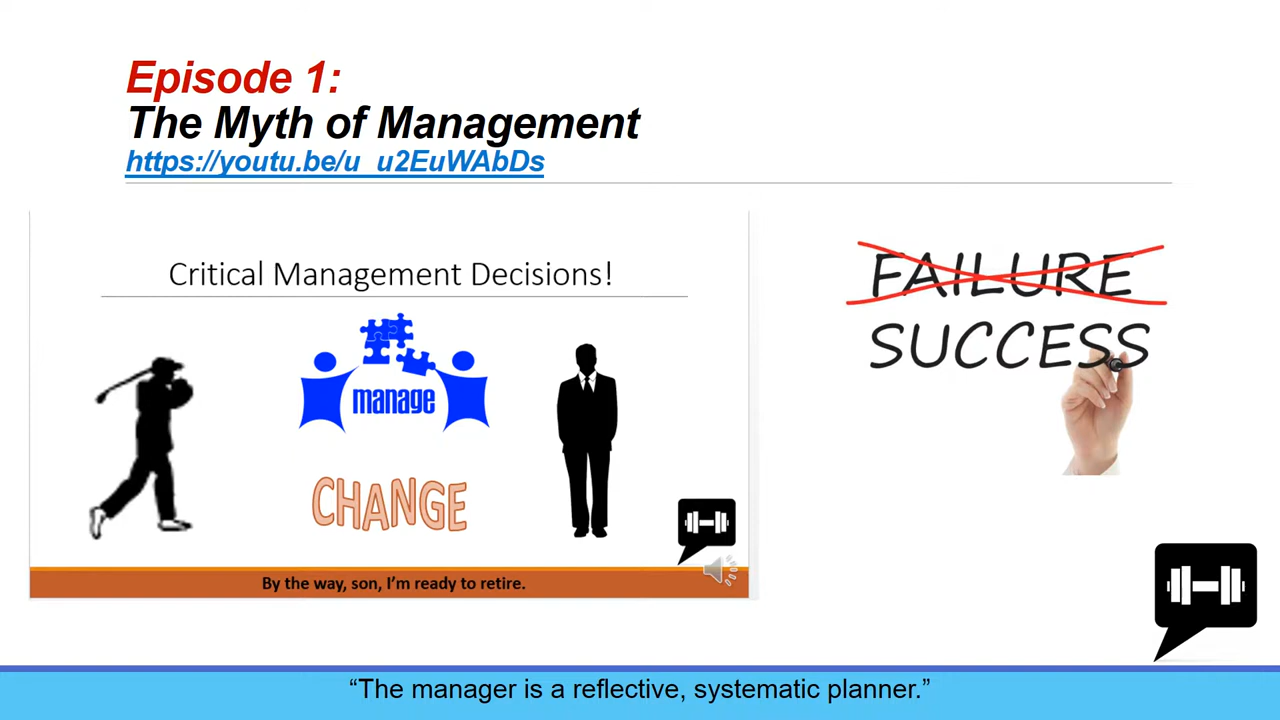 Episode 1:
The Myth of Management
https://youtu.be/u_u2EuWAbDs
Critical Management Decisions!
manage
CHANGE
By the way, son, I'm ready to retire.
FAILURE
SUCCESS
“The manager is a reflective, systematic planner.”